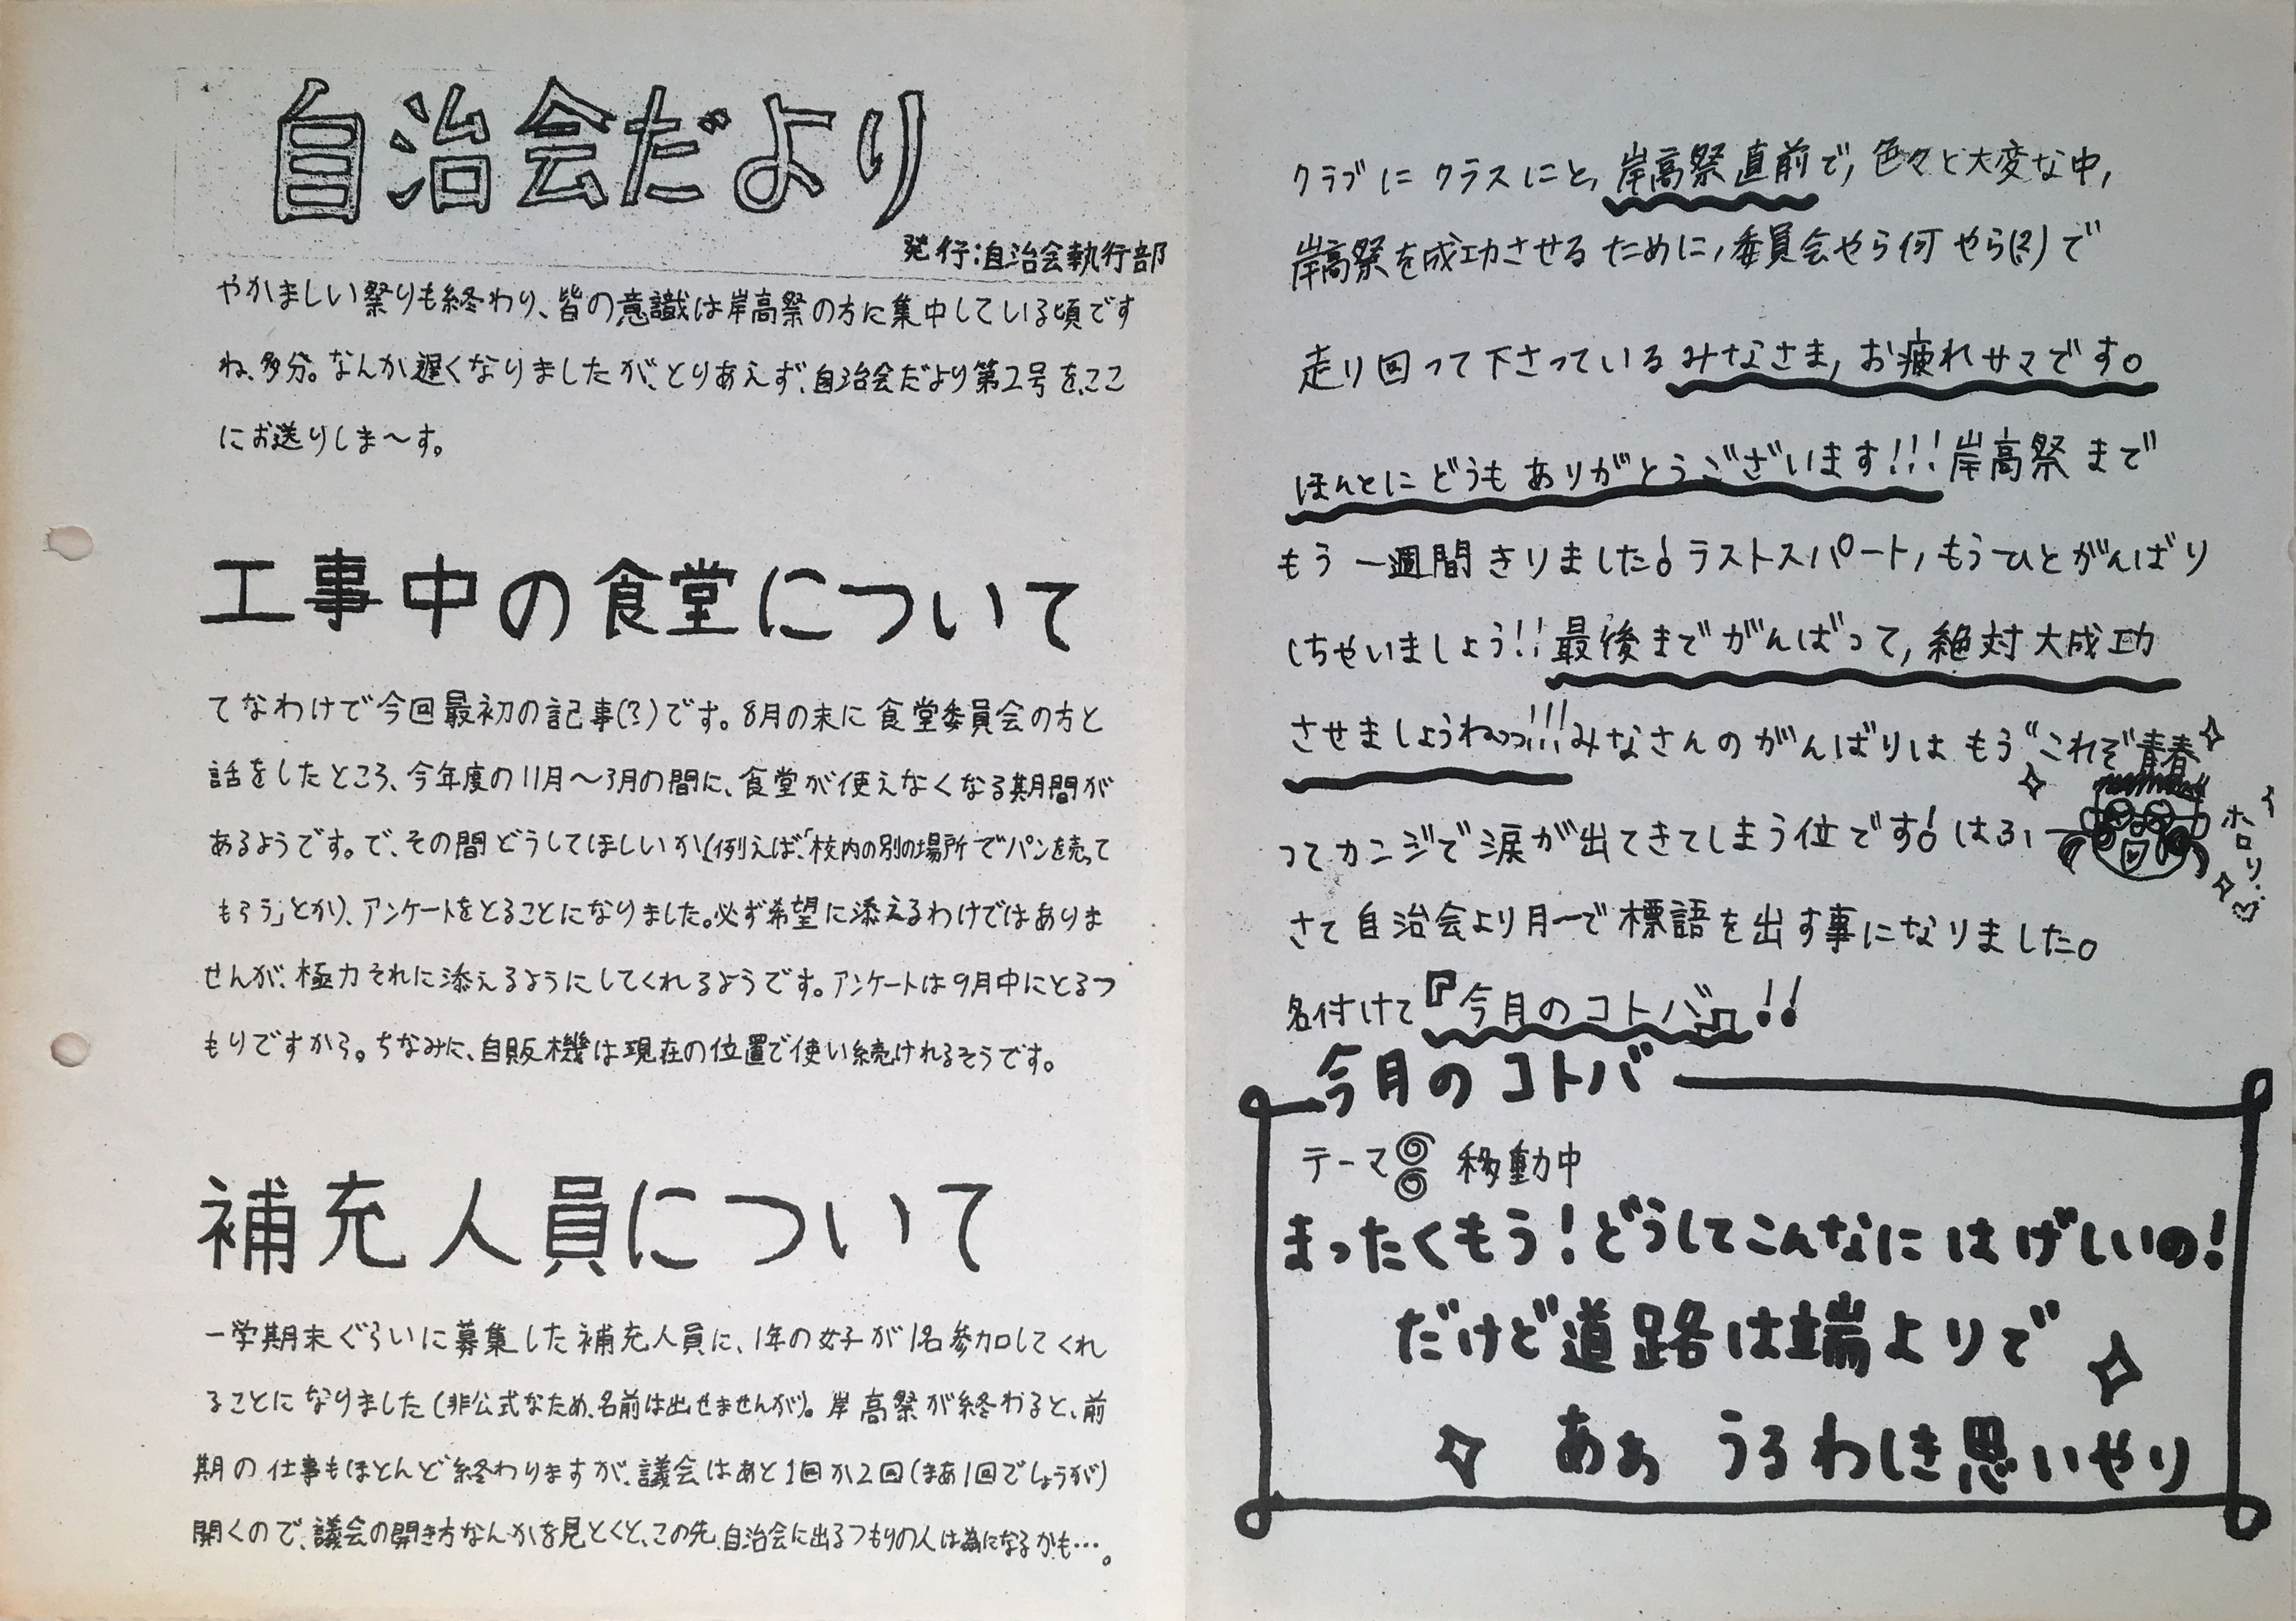 自治会だより
発行:自治会執行部
やかましい祭りも終わり、皆の意識は岸高祭の方に集中している頃です
ね、多分。なんか遅くなりましたが、とりあえず、自治会だより第2号を、ここ
にお送りしま〜す。
工事中の食堂について
てなわけで今回最初の記事(?)です。8月の末に食堂委員会の方と
話をしたところ、今年度の11月〜3月の間に、食堂が使えなくなる期間が
あるようです。で、その間どうしてほしいか(例えば、「校内の別の場所でパンを売って
もらう」とか)、アンケートをとることになりました。必ず希望に添えるわけではありま
せんが、極力それに添えるようにしてくれるようです。アンケートは9月中にとるつ
もりですから。ちなみに、自販機は現在の位置で使い続けれるそうです。
補充人員について
一学期末ぐらいに募集した補充人員に、1年の女子が1名参加してくれ
ることになりました(非公式なため、名前は出せませんが)。岸高祭が終わると、前
期の仕事もほとんど終わりますが、議会はあと1回か2回(まあ1回でしょうが)
開くので、議会の開き方なんかを見とくと、この先、自治会に出るつもりの人は為になるかも…。
クラブにクラスにと,岸高祭直前で,色々と大変な中,
岸高祭を成功させるために,委員会やら何やら(?)で
走り回って下さっているみなさま,お疲れサマです。
ほんとにどうもありがとうございます!!!岸高祭まで
もう一週間きりました!ラストスパート,もうひとがんばり
しちゃいましょう!!最後までがんばって,絶対大成功
させましょうねっっ!!!みなさんのがんばりはもう“これぞ青春
ってカンジで涙が出てきてしまう位です!はふー
ホロリ…
さて自治会より月一で標語を出す事になりました。
名付けて『今月のコトバ』!!
今月のコトバ
テーマ 移動中
まったくもう!どうしてこんなにはげしいの!
だけど道路は端よりで
あぁ うるわしき思いやり